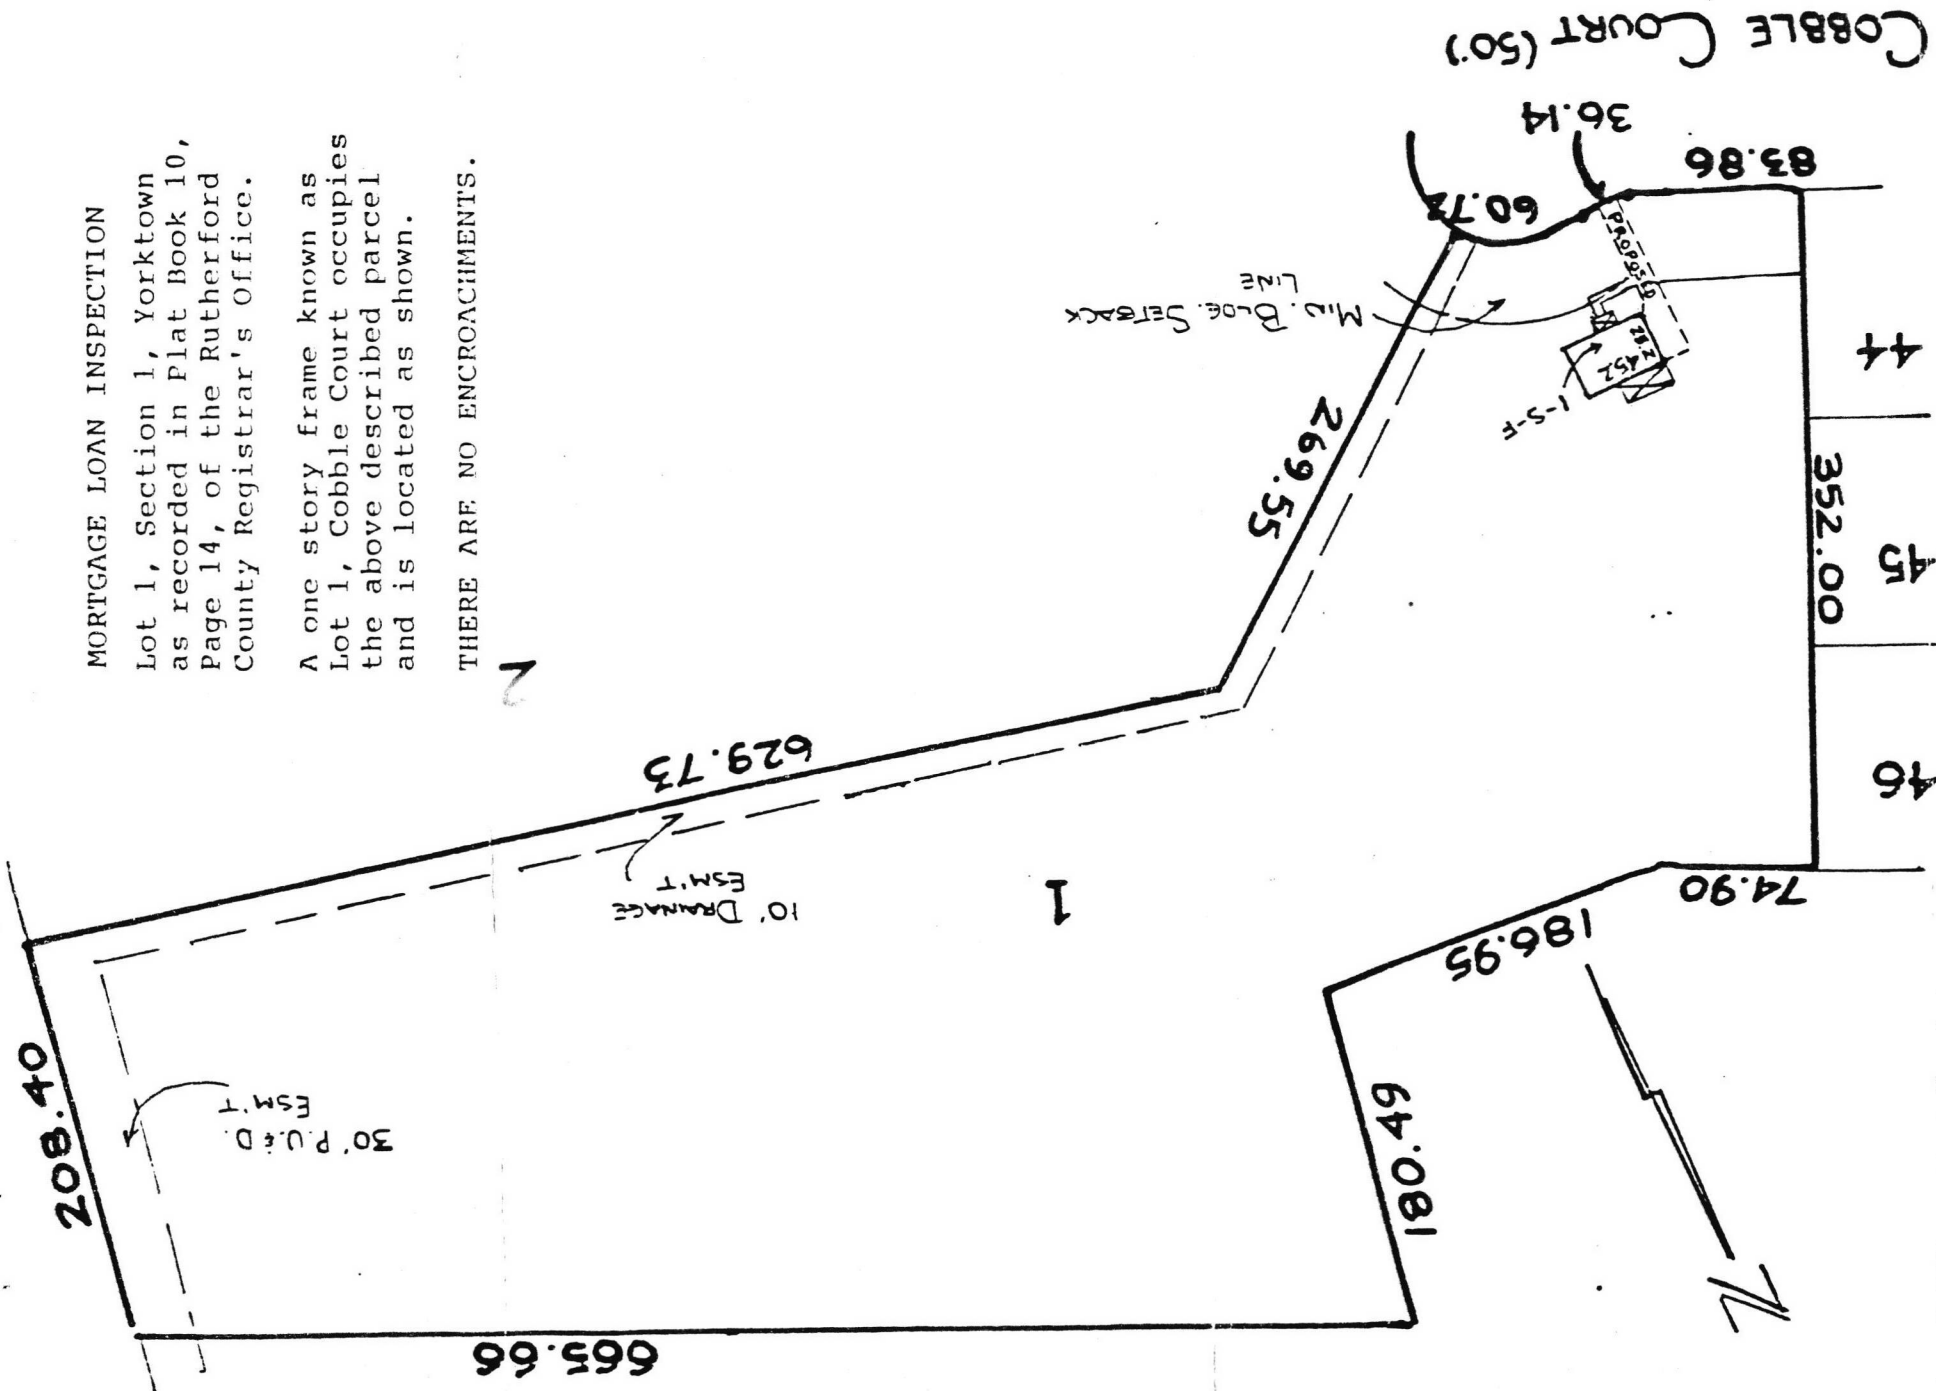 MORTGAGE LOAN INSPECTION
Lot 1, Section 1, Yorktown
as recorded in Plat Book 10,
Page 14, of the Rutherford
County Registrar's Office.
A one story frame known as
Lot 1, Cobble Court occupies
the above described parcel
and is located as shown.
THERE ARE NO ENCROACHMENTS.
COBBLE COURT (50')
36.14
83.86
60.73
MIN. BLDG. SETBACK
LINE
PROPOSED
1-S-F
269.55
352.00
44
45
46
2
629.73
10' DRAINAGE
ESM'T
1
74.90
186.95
180.49
208.40
30' P.U.&D.
ESM'T
665.66
N